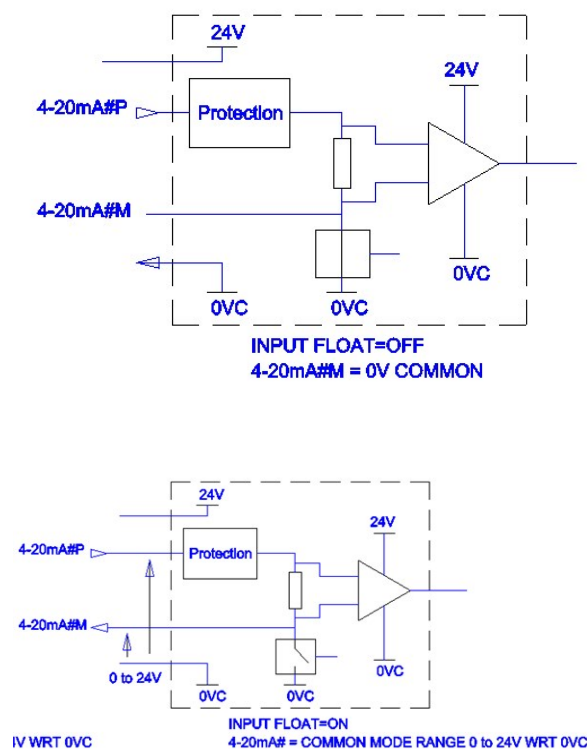 24V
24V
4-20mA#P
Protection
4-20mA#M
0VC
0VC
0VC
INPUT FLOAT=OFF
4-20mA#M = 0V COMMON
24V
24V
4-20mA#P
Protection
4-20mA#M
0 to 24V
0VC
0VC
0VC
INPUT FLOAT=ON
V WRT 0VC
4-20mA# = COMMON MODE RANGE 0 to 24V WRT 0VC